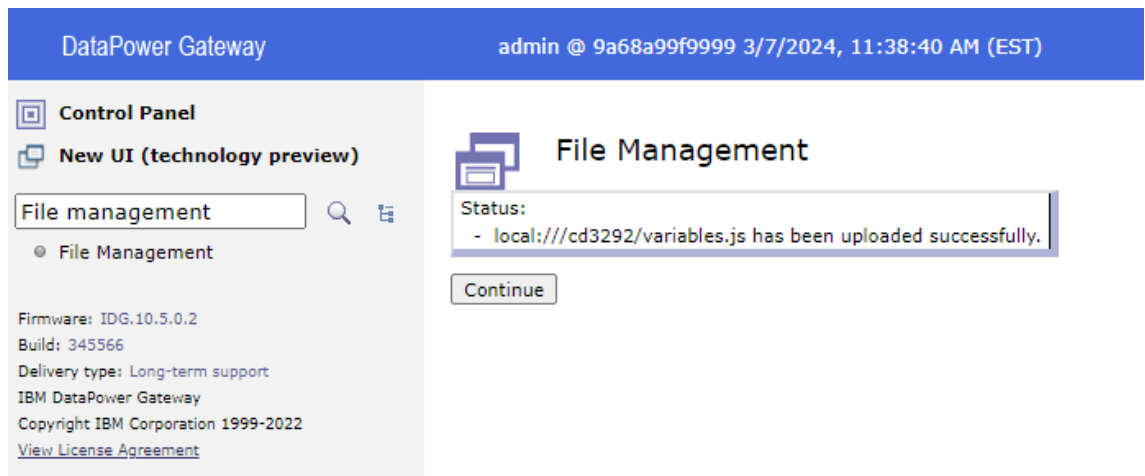 DataPower Gateway
admin @ 9a68a99f9999 3/7/2024, 11:38:40 AM (EST)
Control Panel
New UI (technology preview)
File management
File Management
Firmware: IDG.10.5.0.2
Build: 345566
Delivery type: Long-term support
IBM DataPower Gateway
Copyright IBM Corporation 1999-2022
View License Agreement
File Management
Status:
- local:///cd3292/variables.js has been uploaded successfully.
Continue